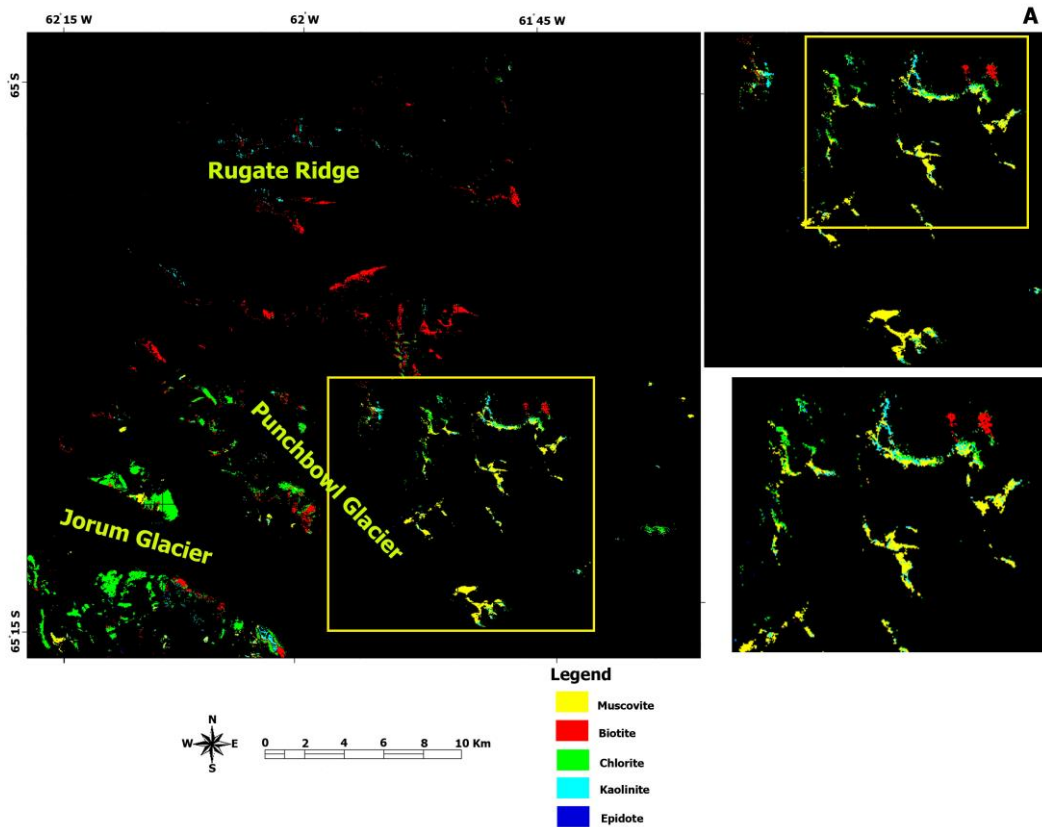 62°15 W
62 W
61°45 W
A
65°S
Rugate Ridge
Punchbowl Glacier
Jorum Glacier
65°15 S
Legend
Muscovite
Biotite
Chlorite
Kaolinite
Epidote
N
W E
S
0 2 4 6 8 10 Km